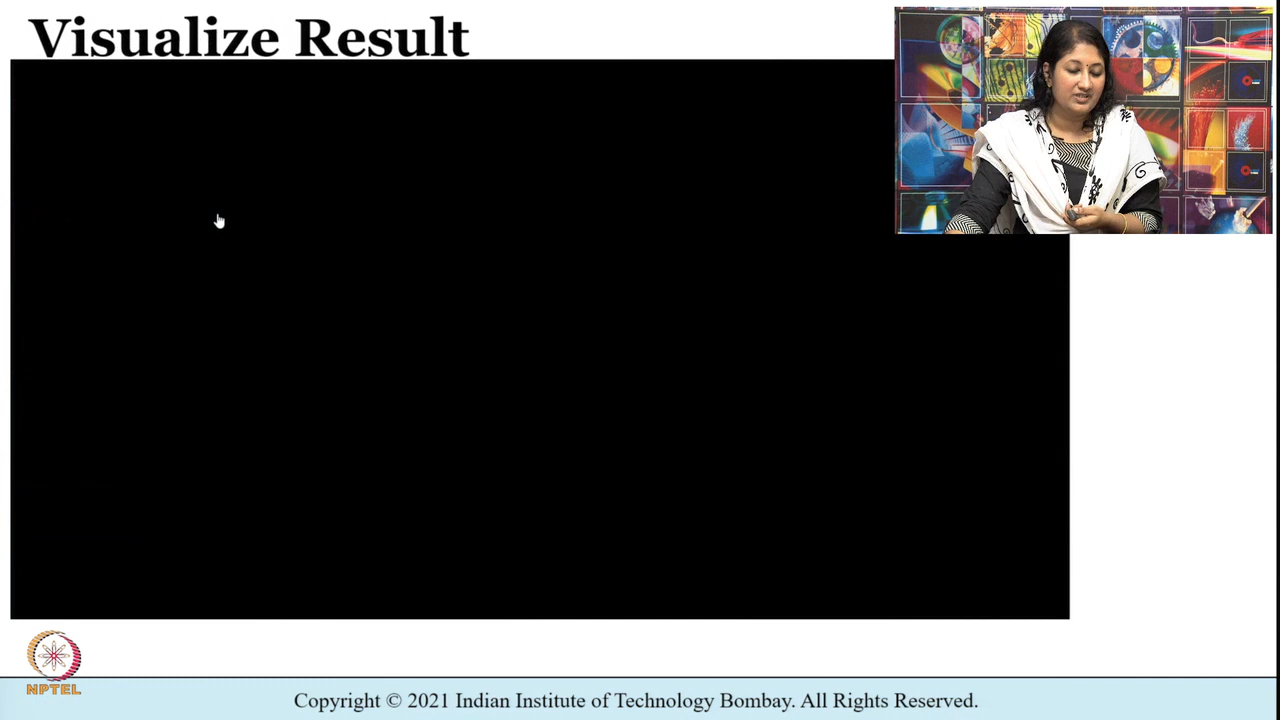 Visualize Result
NPTEL
Copyright © 2021 Indian Institute of Technology Bombay. All Rights Reserved.